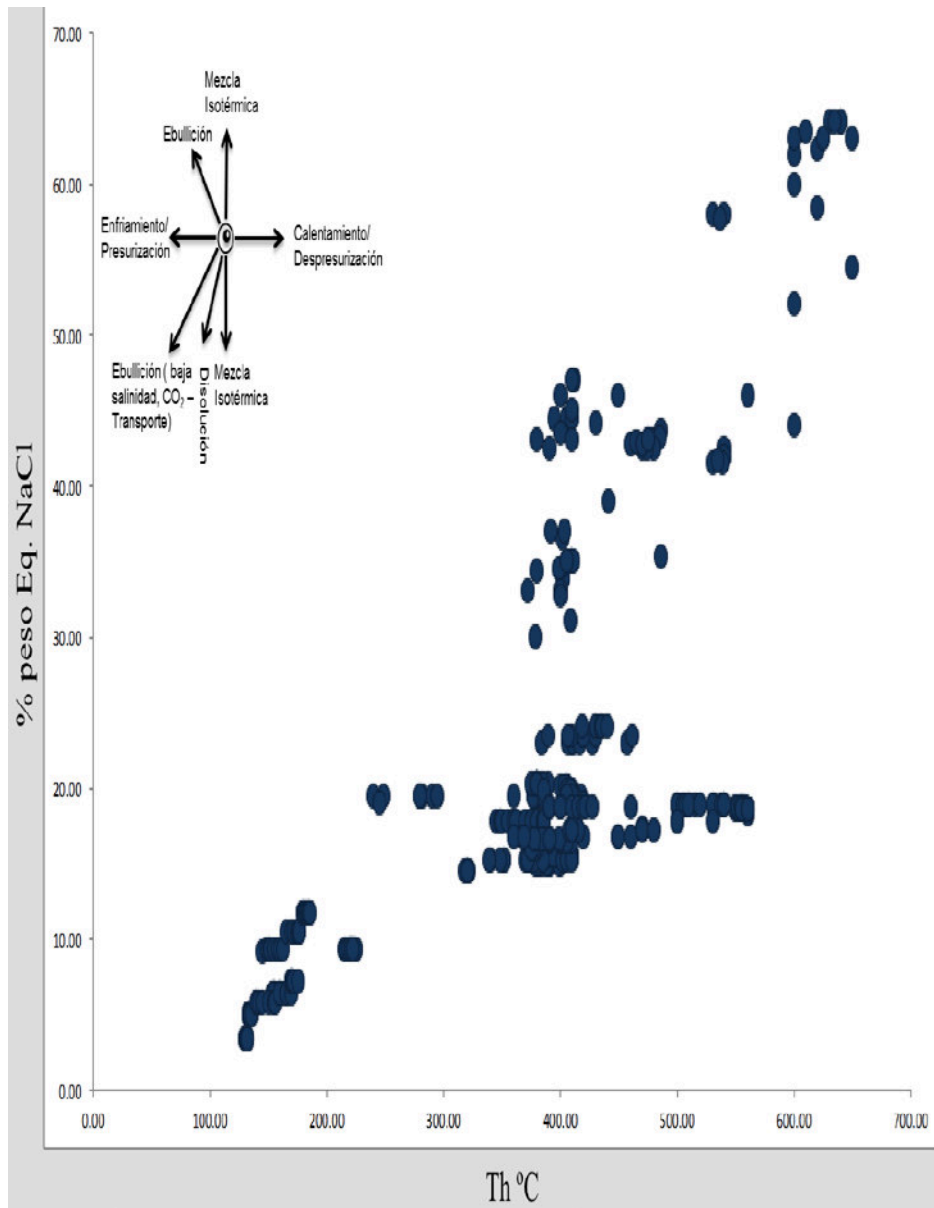 70.00
60.00
50.00
40.00
30.00
20.00
10.00
0.00
% peso Eq. NaCl
Mezcla
Isotérmica
Ebullición
Enfriamiento/
Presurización
Calentamiento/
Despresurización
Ebullición ( baja
salinidad, CO₂ –
Transporte)
Disolución
Mezcla
Isotérmica
0.00 100.00 200.00 300.00 400.00 500.00 600.00 700.00
Th ºC